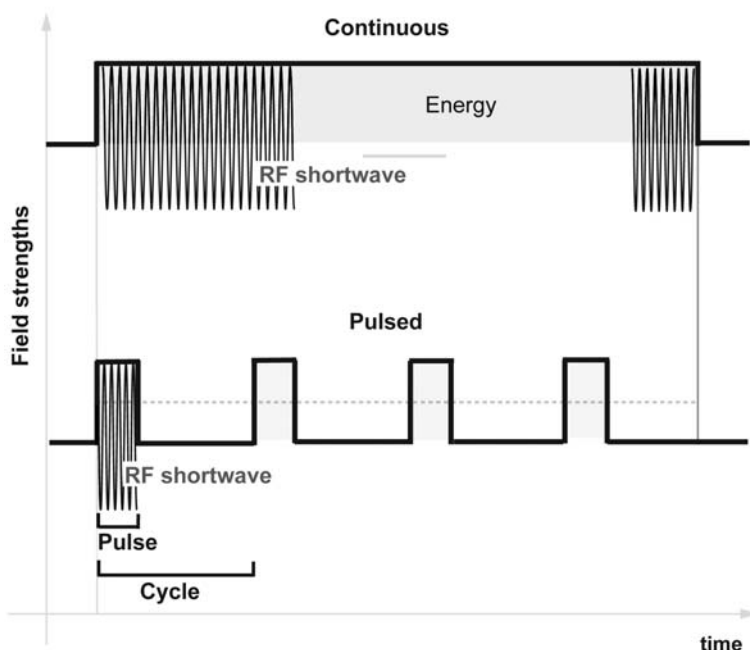 Continuous
Energy
RF shortwave
Field strengths
Pulsed
RF shortwave
Pulse
Cycle
time